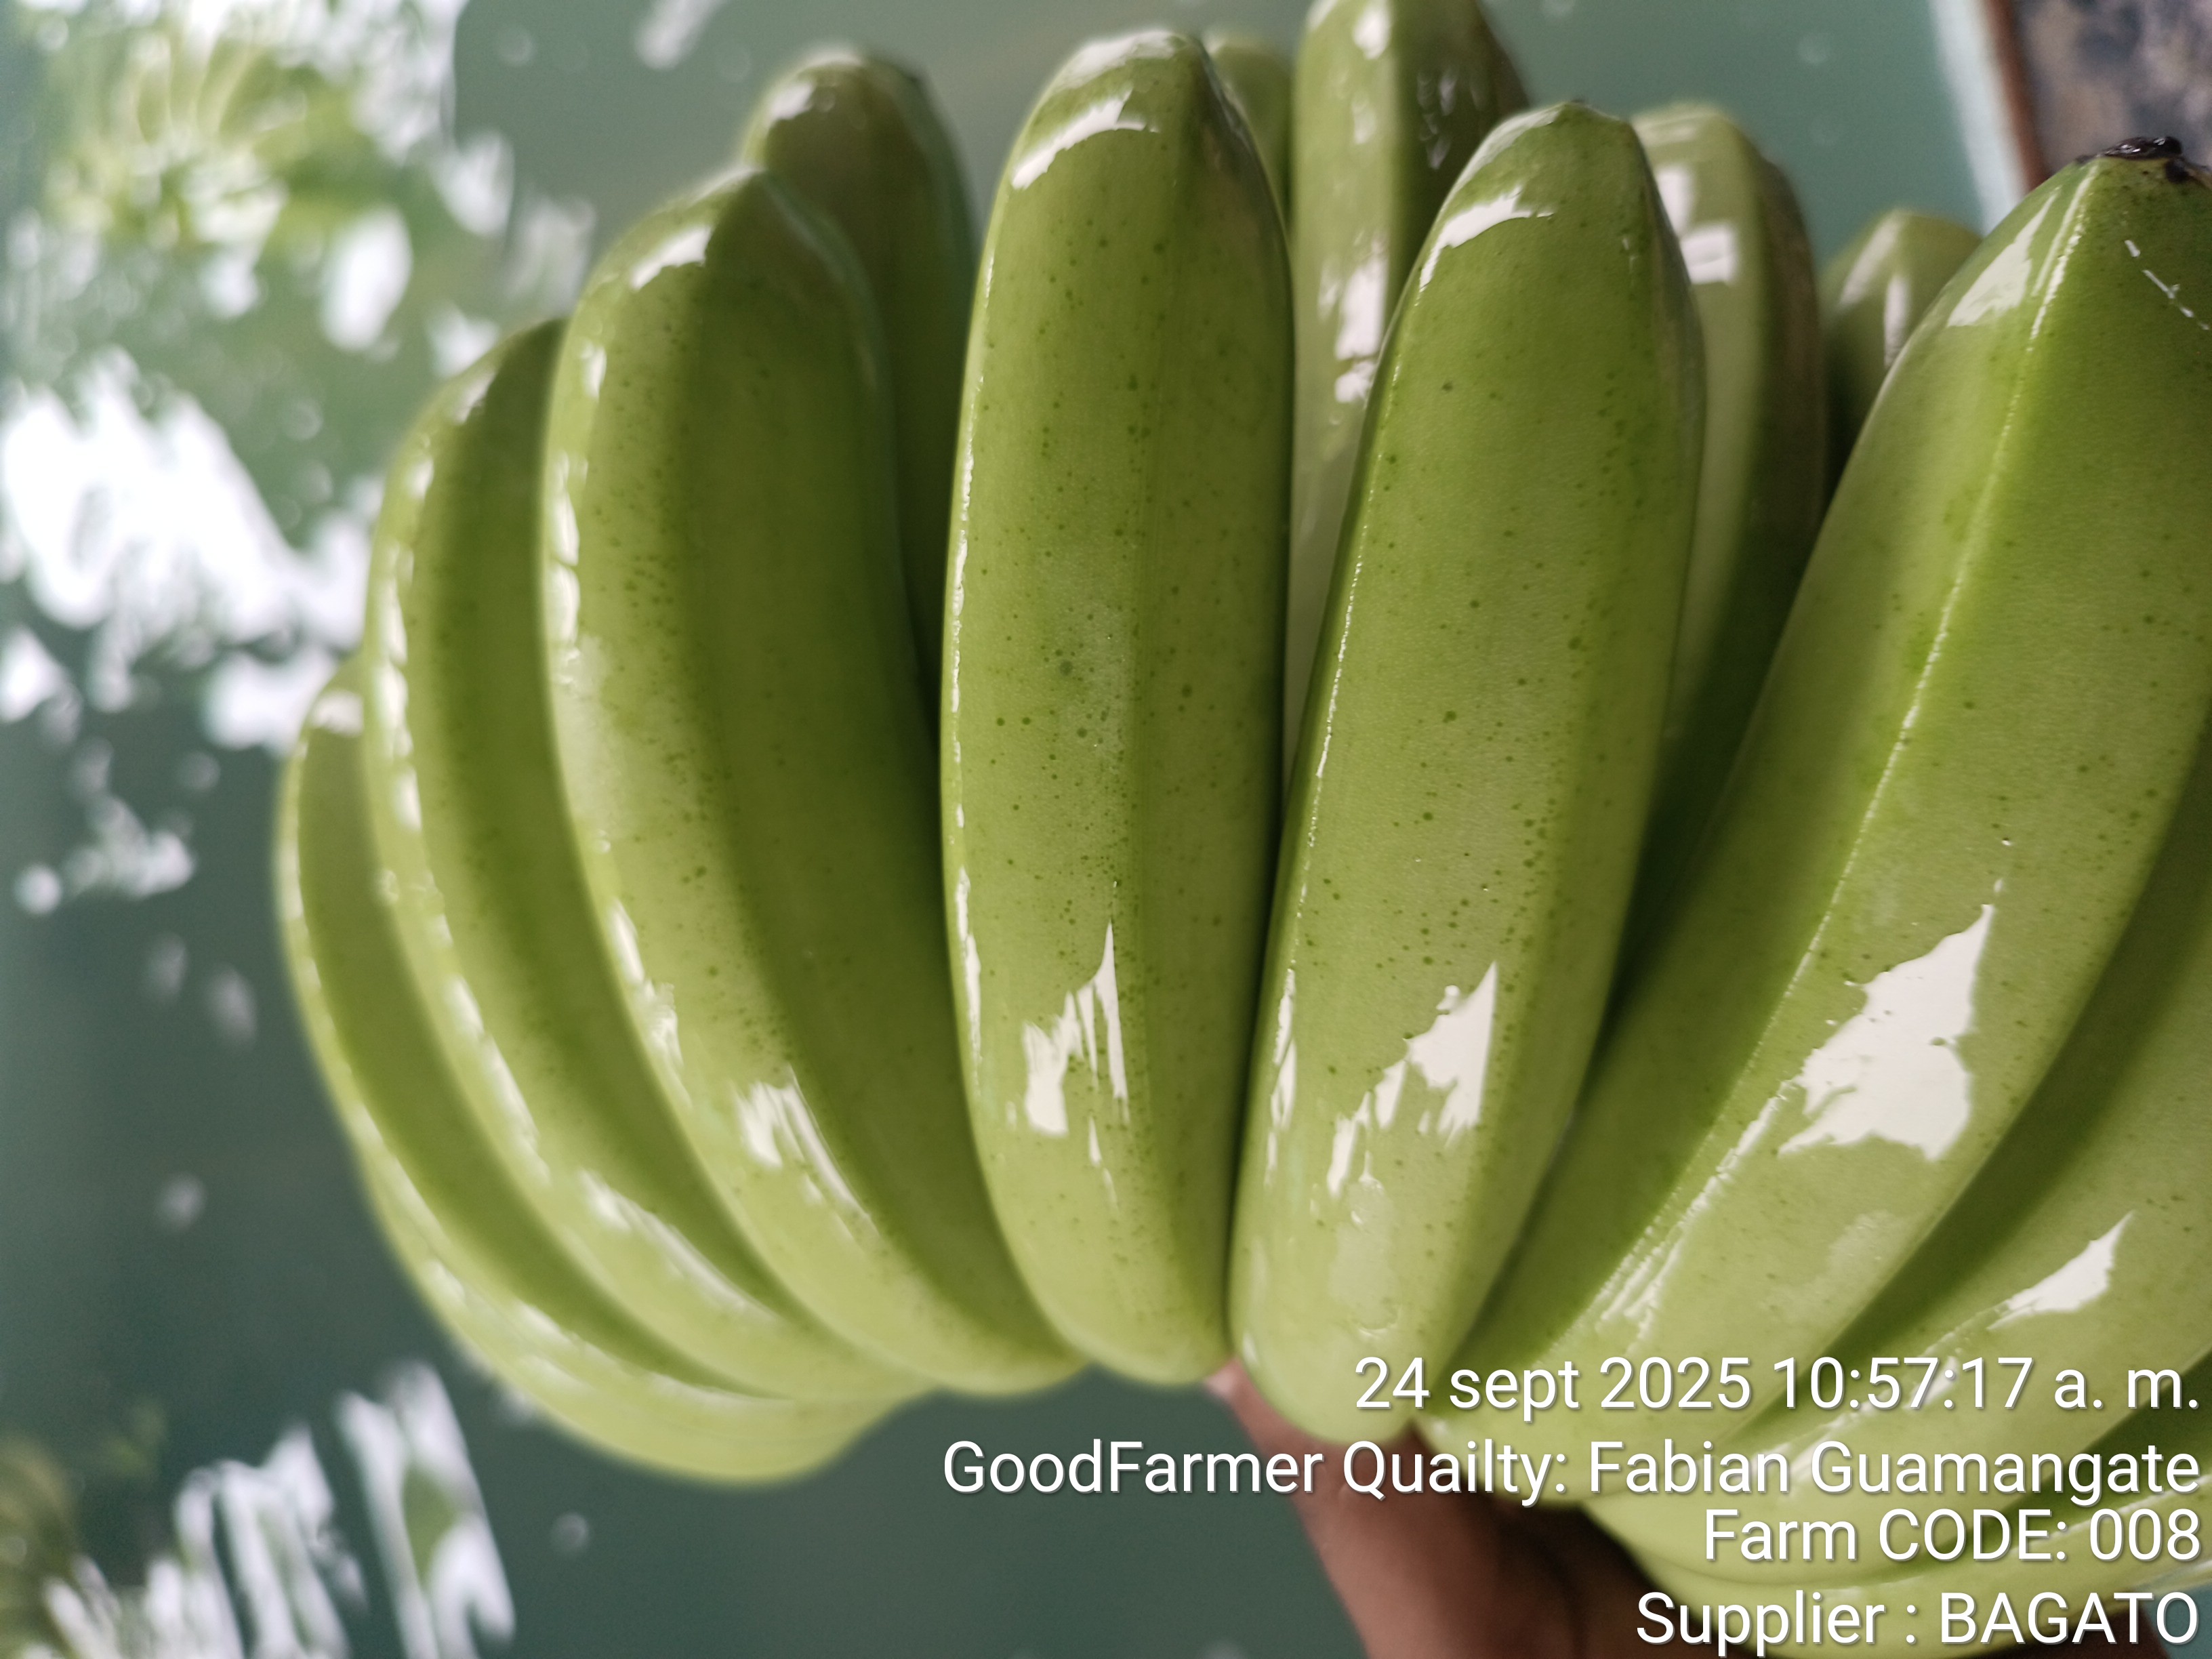 24 sept 2025 10:57:17 a. m.
GoodFarmer Quailty: Fabian Guamangate
Farm CODE: 008
Supplier : BAGATO